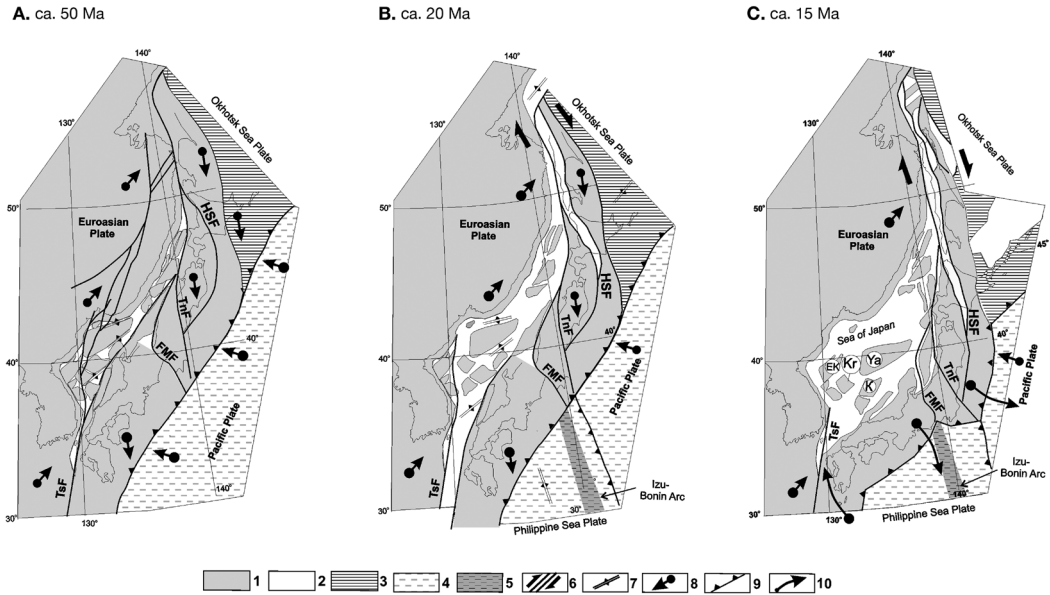 A. ca. 50 Ma
140°
130°
Okhotsk Sea Plate
50°
Euroasian
Plate
HSF
TnF
FMF
40°
40°
Pacific Plate
TsF
30°
130°
140°
B. ca. 20 Ma
140°
130°
Okhotsk Sea Plate
50°
Euroasian
Plate
HSF
TnF
FMF
40°
40°
Pacific Plate
TsF
Izu-
Bonin Arc
30°
30°
Philippine Sea Plate
C. ca. 15 Ma
140°
130°
Okhotsk Sea
Plate
50°
45°
Euroasian
Plate
Sea of Japan
HSF
EK
Kr
Ya
K
TnF
FMF
40°
40°
Pacific Plate
TsF
Izu-
Bonin Arc
30°
130°
140°
Philippine Sea Plate
1 2 3 4 5 6 7 8 9 10